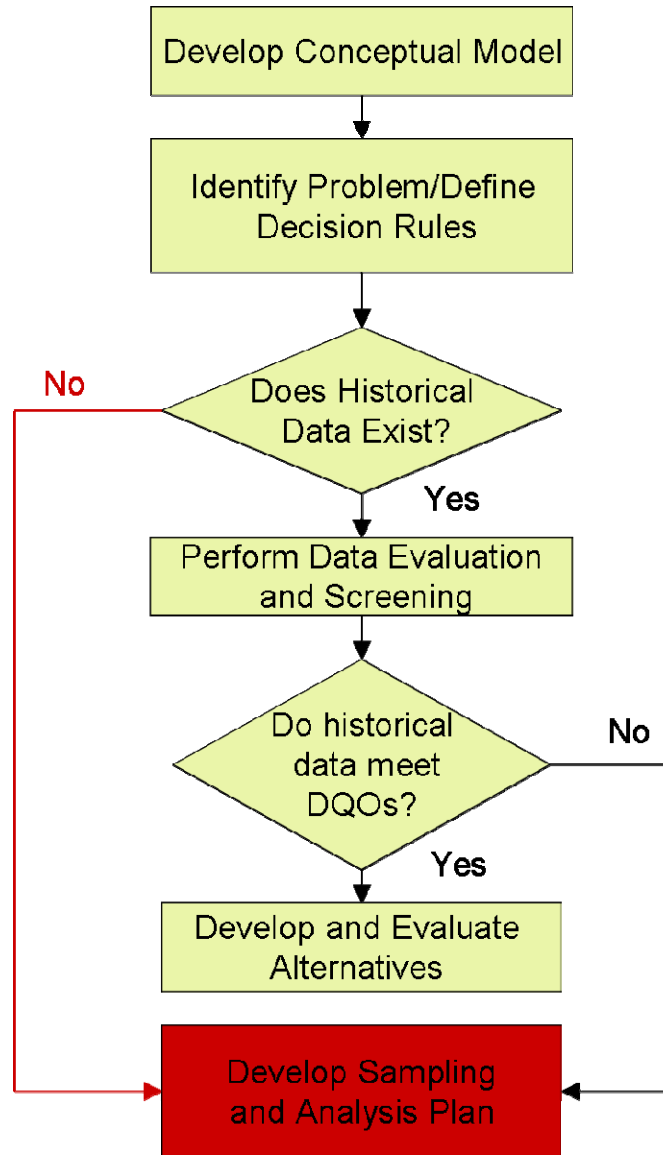 Develop Conceptual Model
Identify Problem/Define
Decision Rules
No
Does Historical
Data Exist?
Yes
Perform Data Evaluation
and Screening
Do historical
data meet
DQOs?
No
Yes
Develop and Evaluate
Alternatives
Develop Sampling
and Analysis Plan